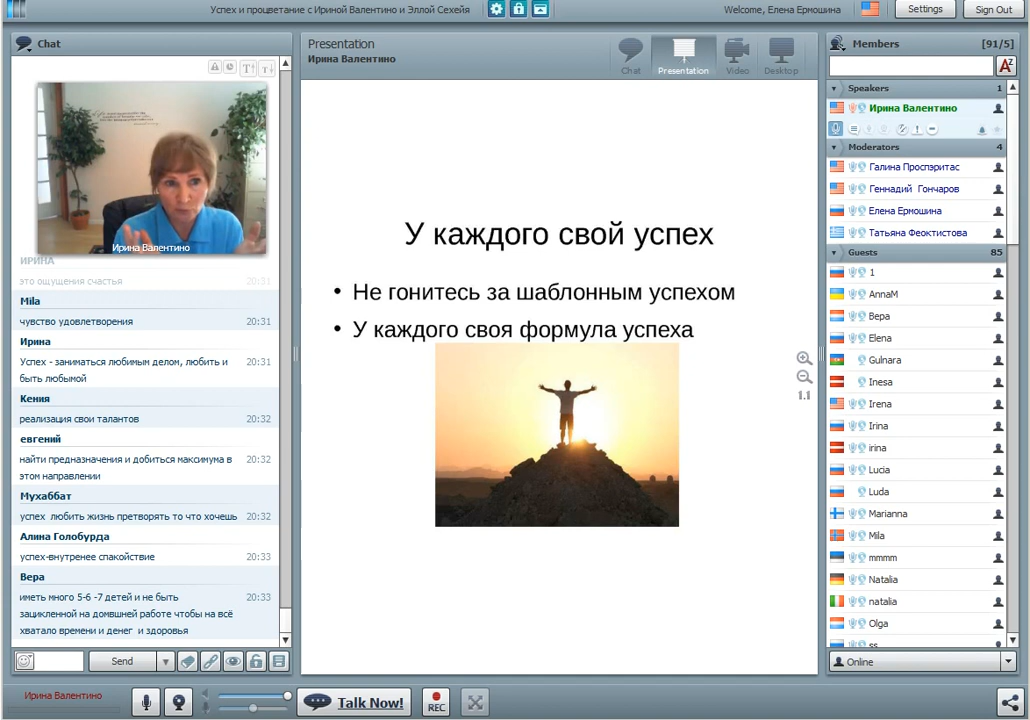 Успех и процветание с Ириной Валентино и Эллой Сехейя
Welcome, Елена Ермошина
Settings
Sign Out
Chat
Ирина Валентино
ИРИНА
это ощущения счастья 20:31
Mila
чувство удовлетворения 20:31
Ирина
Успех - заниматься любимым делом, любить и 20:31
быть любымой
Кения
реализация свои талантов 20:32
евгений
найти предназначения и добиться максимума в 20:32
этом направлении
Мухаббат
успех любить жизнь претворять то что хочешь 20:32
Алина Голобурда
успех-внутренее спакойствие 20:33
Вера
иметь много 5-6 -7 детей и не быть 20:33
зацикленной на домвшней работе чтобы на всё
хватало времени и денег и здоровья
Send
Presentation
Ирина Валентино
Chat
Presentation
Video
Desktop
У каждого свой успех
• Не гонитесь за шаблонным успехом
• У каждого своя формула успеха
1.1
Members [91/5]
Speakers 1
Ирина Валентино
Moderators 4
Галина Проспэритас
Геннадий Гончаров
Елена Ермошина
Татьяна Феоктистова
Guests 85
1
AnnaM
Вера
Elena
Gulnara
Inesa
Irena
Irina
irina
Lucia
Luda
Marianna
Mila
mmmm
Natalia
natalia
Olga
ss
Online
Ирина Валентино
Talk Now!
REC